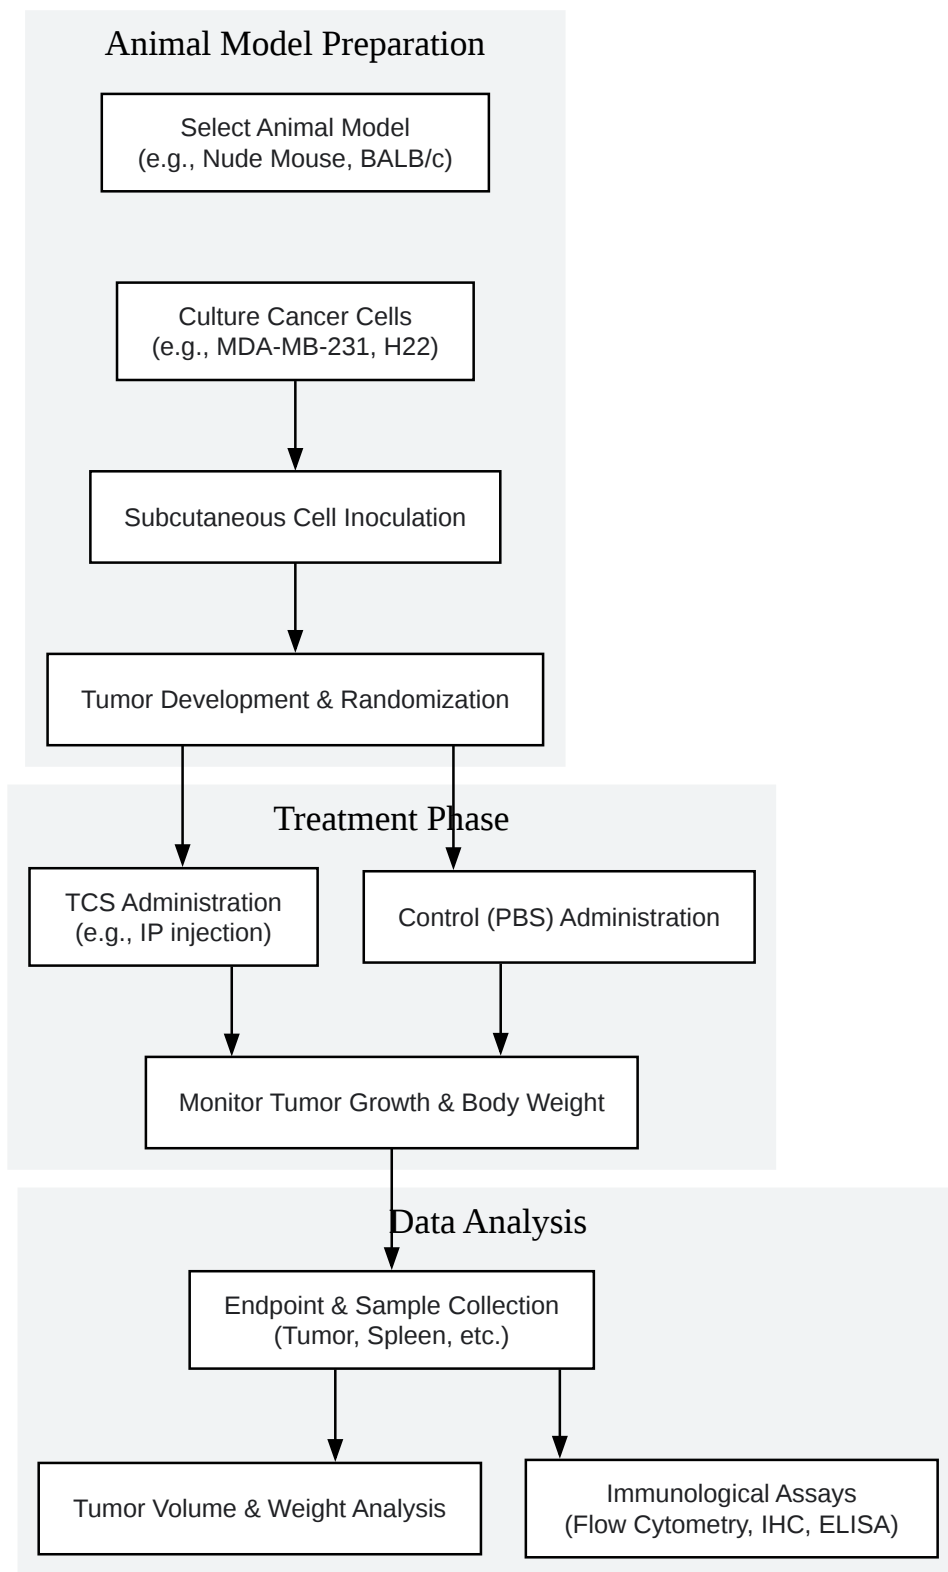 Animal Model Preparation
Select Animal Model
(e.g., Nude Mouse, BALB/c)
Culture Cancer Cells
(e.g., MDA-MB-231, H22)
Subcutaneous Cell Inoculation
Tumor Development & Randomization
Treatment Phase
TCS Administration
(e.g., IP injection)
Control (PBS) Administration
Monitor Tumor Growth & Body Weight
Data Analysis
Endpoint & Sample Collection
(Tumor, Spleen, etc.)
Tumor Volume & Weight Analysis
Immunological Assays
(Flow Cytometry, IHC, ELISA)